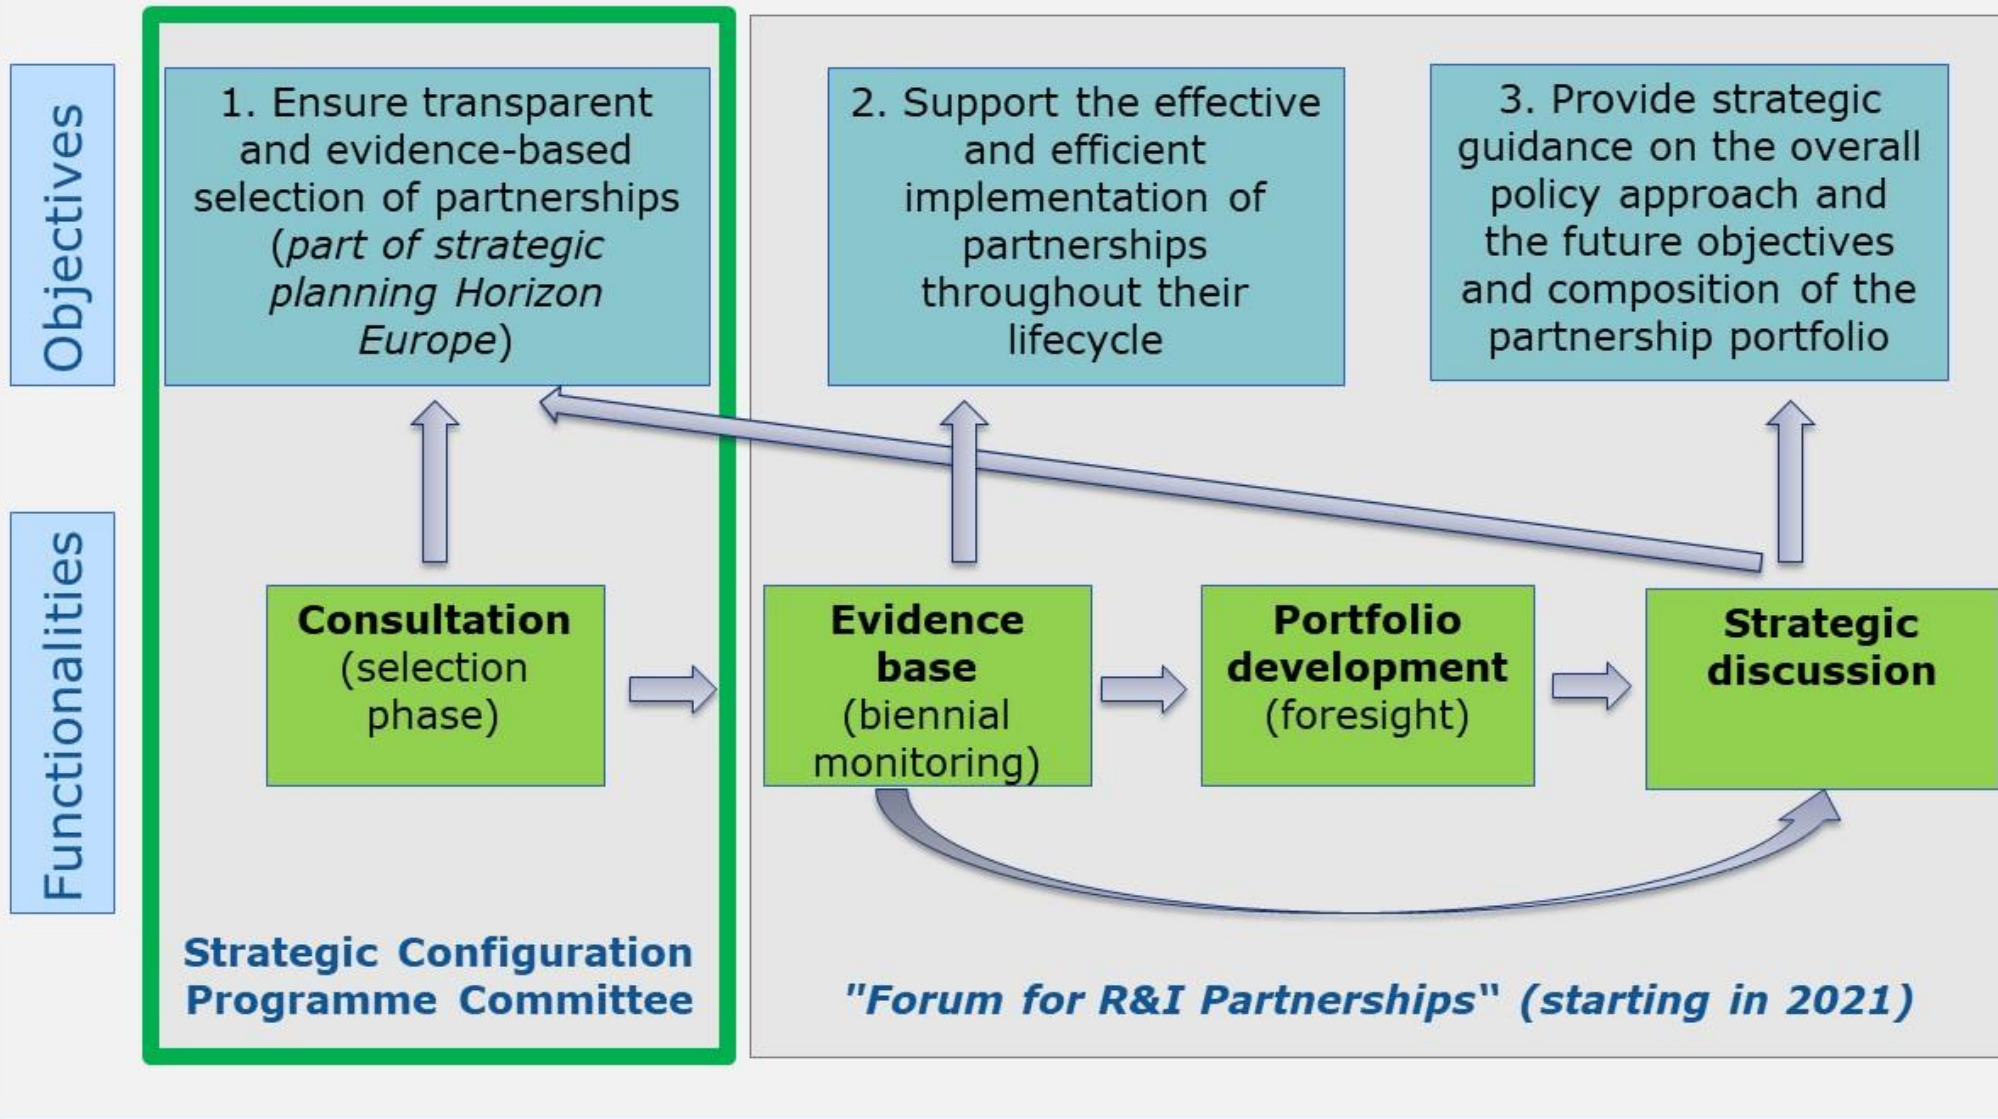 Objectives
1. Ensure transparent
and evidence-based
selection of partnerships
(part of strategic
planning Horizon
Europe)
2. Support the effective
and efficient
implementation of
partnerships
throughout their
lifecycle
3. Provide strategic
guidance on the overall
policy approach and
the future objectives
and composition of the
partnership portfolio
Functionalities
Consultation
(selection
phase)
Evidence
base
(biennial
monitoring)
Portfolio
development
(foresight)
Strategic
discussion
Strategic Configuration
Programme Committee
"Forum for R&I Partnerships“ (starting in 2021)